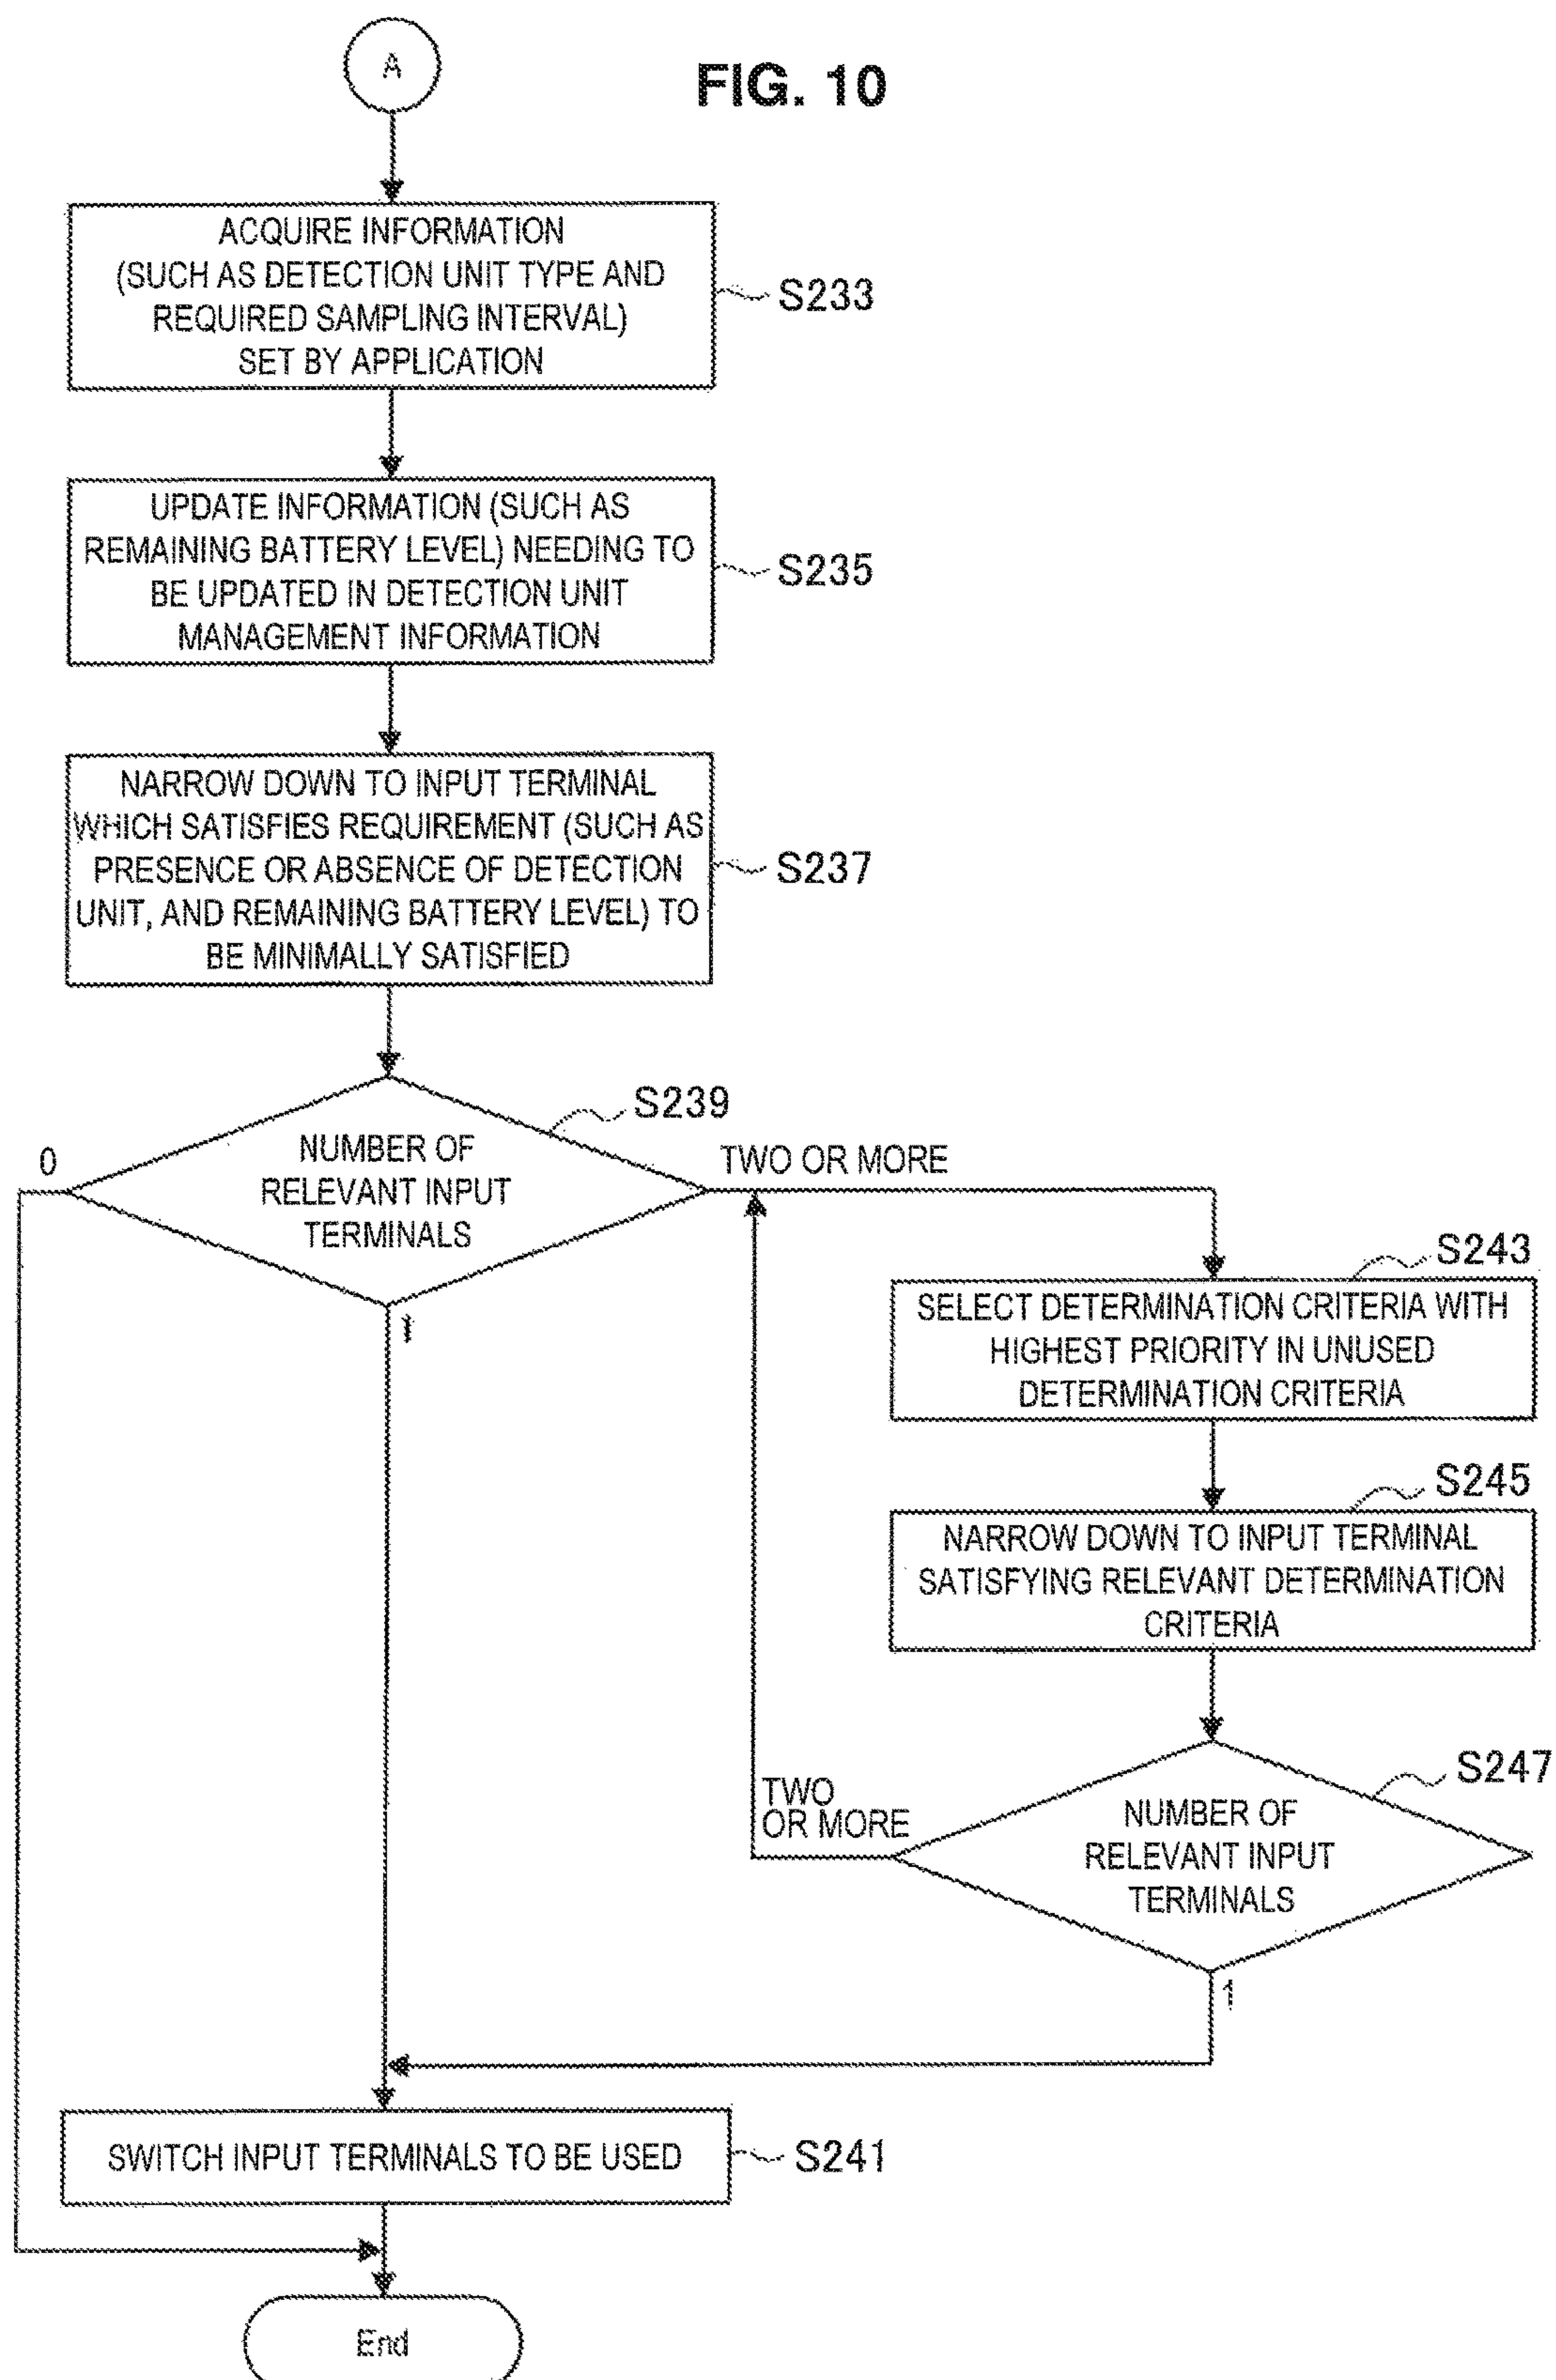 A
FIG. 10
ACQUIRE INFORMATION
(SUCH AS DETECTION UNIT TYPE AND
REQUIRED SAMPLING INTERVAL)
SET BY APPLICATION
S233
UPDATE INFORMATION (SUCH AS
REMAINING BATTERY LEVEL) NEEDING TO
BE UPDATED IN DETECTION UNIT
MANAGEMENT INFORMATION
S235
NARROW DOWN TO INPUT TERMINAL
WHICH SATISFIES REQUIREMENT (SUCH AS
PRESENCE OR ABSENCE OF DETECTION
UNIT, AND REMAINING BATTERY LEVEL) TO
BE MINIMALLY SATISFIED
S237
S239
NUMBER OF
RELEVANT INPUT
TERMINALS
0
TWO OR MORE
1
S243
SELECT DETERMINATION CRITERIA WITH
HIGHEST PRIORITY IN UNUSED
DETERMINATION CRITERIA
S245
NARROW DOWN TO INPUT TERMINAL
SATISFYING RELEVANT DETERMINATION
CRITERIA
S247
NUMBER OF
RELEVANT INPUT
TERMINALS
TWO
OR MORE
1
SWITCH INPUT TERMINALS TO BE USED
S241
End